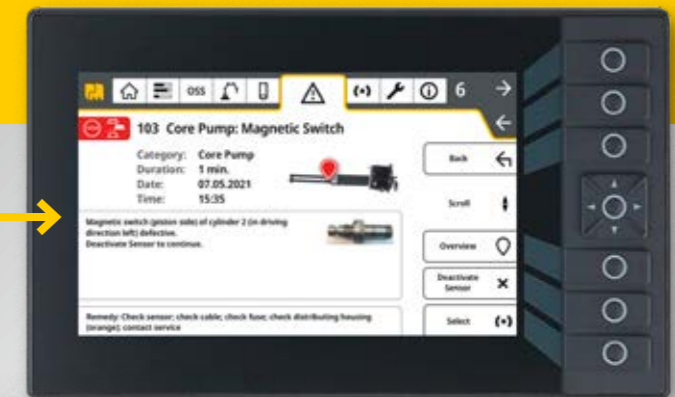 OSS
6
103 Core Pump: Magnetic Switch
Category: Core Pump
Duration: 1 min.
Date: 07.05.2021
Time: 15:35
Back
Scroll
Magnetic switch (piston side) of cylinder 2 (in driving
direction left) defective.
Deactivate Sensor to continue.
Overview
Deactivate
Sensor
Remedy: Check sensor; check cable; check fuse; check distributing housing
(orange); contact service
Select